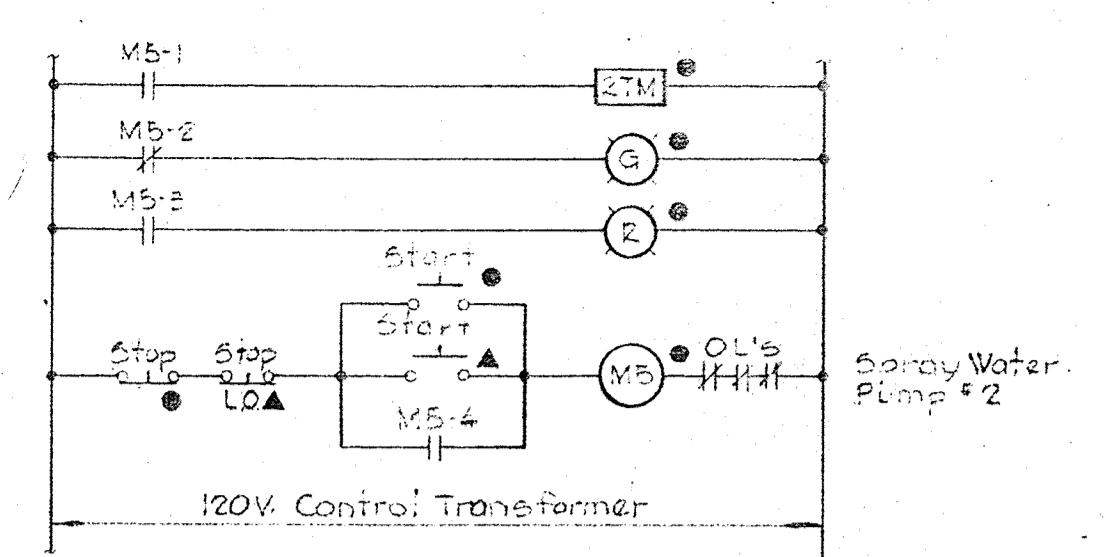 M5-1
2TM
M5-2
G
M5-3
R
Start
Start
Stop Stop M5 OL's
L.O.
M5-4
Spray Water
Pump #2
120V. Control Transformer